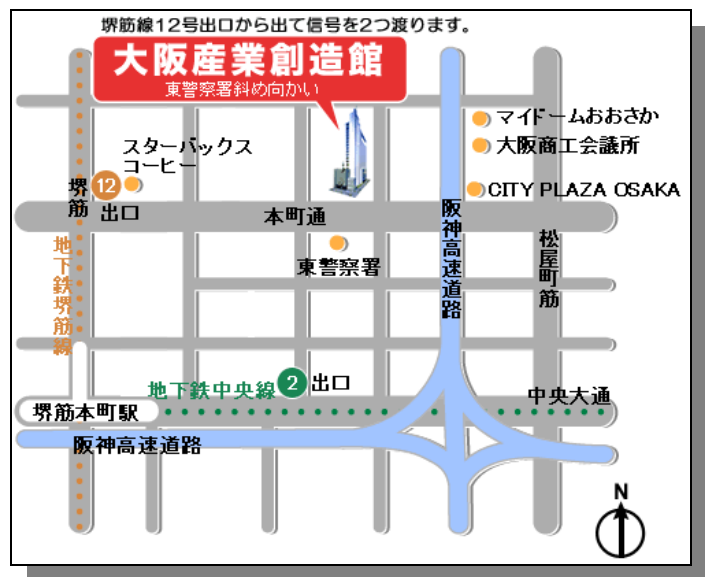 堺筋線12号出口から出て信号を2つ渡ります。
大阪産業創造館
東警察署斜め向かい
マイドームおおさか
大阪商工会議所
スターバックス
コーヒー
CITY PLAZA OSAKA
堺筋
12
出口
本町通
阪神高速道路
松屋町筋
地下鉄堺筋線
東警察署
地下鉄中央線
2
出口
中央大通
堺筋本町駅
阪神高速道路
N